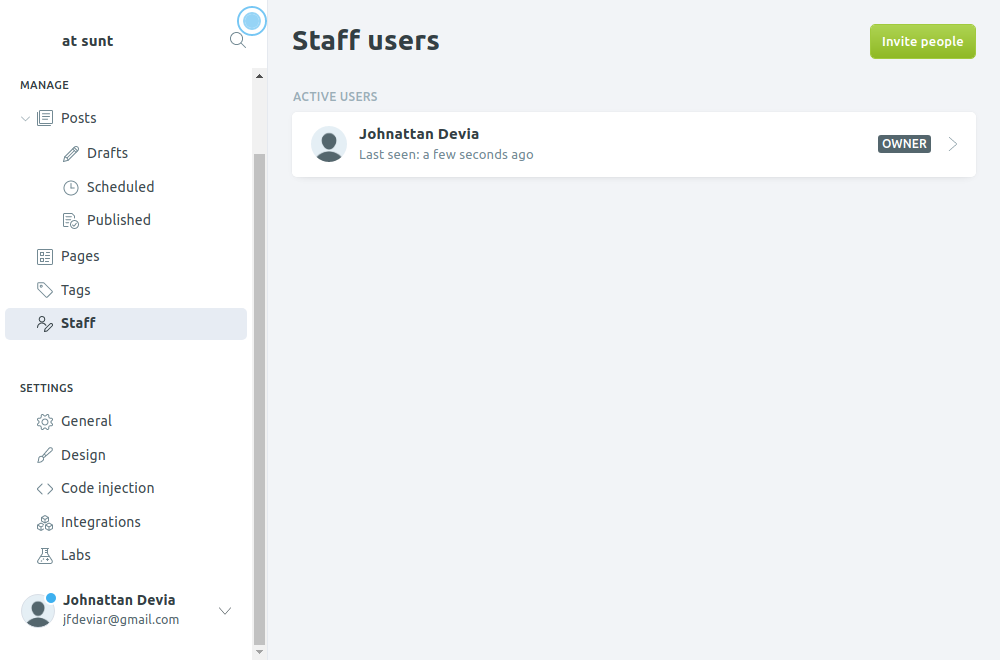 at sunt
MANAGE
Posts
Drafts
Scheduled
Published
Pages
Tags
Staff
SETTINGS
General
Design
Code injection
Integrations
Labs
Johnattan Devia
jfdeviar@gmail.com
Staff users
Invite people
ACTIVE USERS
Johnattan Devia
Last seen: a few seconds ago
OWNER